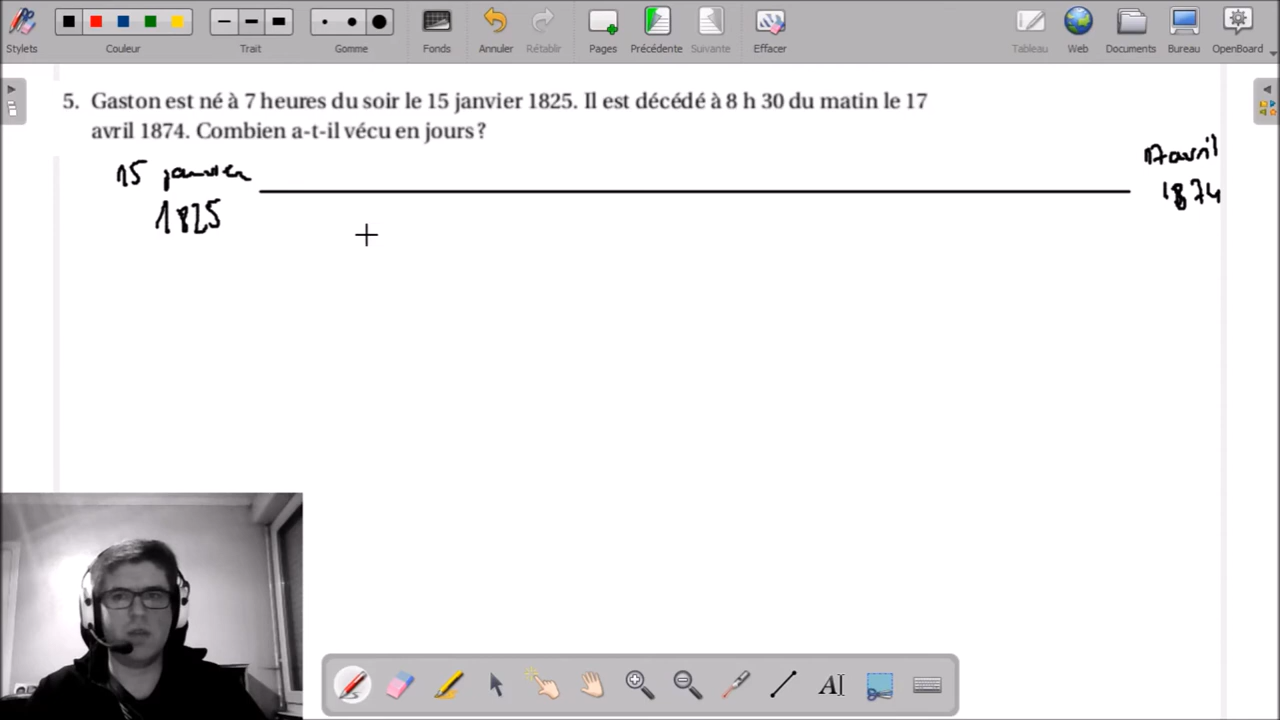 Stylets
Couleur
Trait
Gomme
Fonds
Annuler
Rétablir
Pages
Précédente
Suivante
Effacer
Tableau
Web
Documents
Bureau
OpenBoard
5. Gaston est né à 7 heures du soir le 15 janvier 1825. Il est décédé à 8 h 30 du matin le 17
avril 1874. Combien a-t-il vécu en jours ?
15 janvier
1825
17 avril
1874
AI